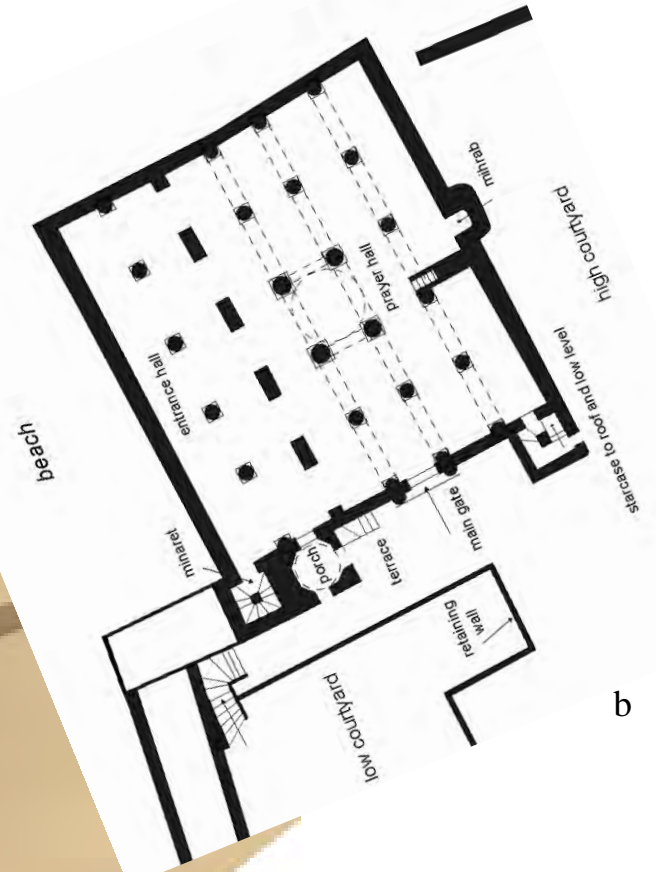 mihrab
high courtyard
prayer hall
entrance hall
beach
starcase to roof and low level
main gate
minaret
porch
terrace
retaining
wall
low courtyard
b